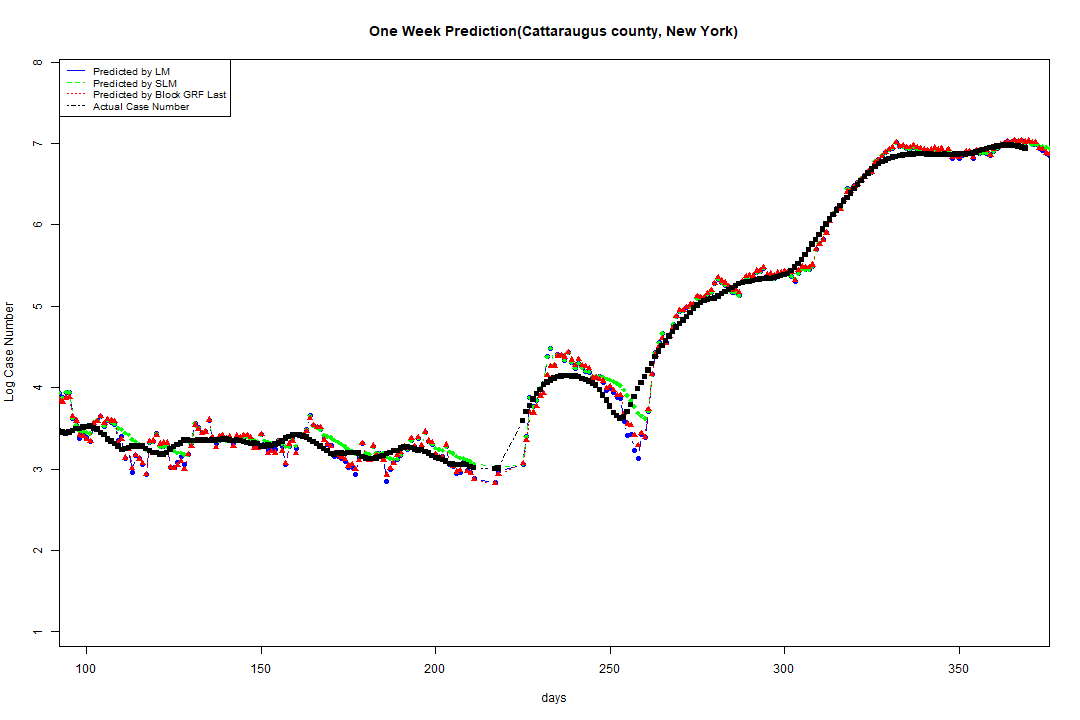 One Week Prediction(Cattaraugus county, New York)
Predicted by LM
Predicted by SLM
Predicted by Block GRF Last
Actual Case Number
8
7
6
5
4
3
2
1
Log Case Number
100 150 200 250 300 350
days